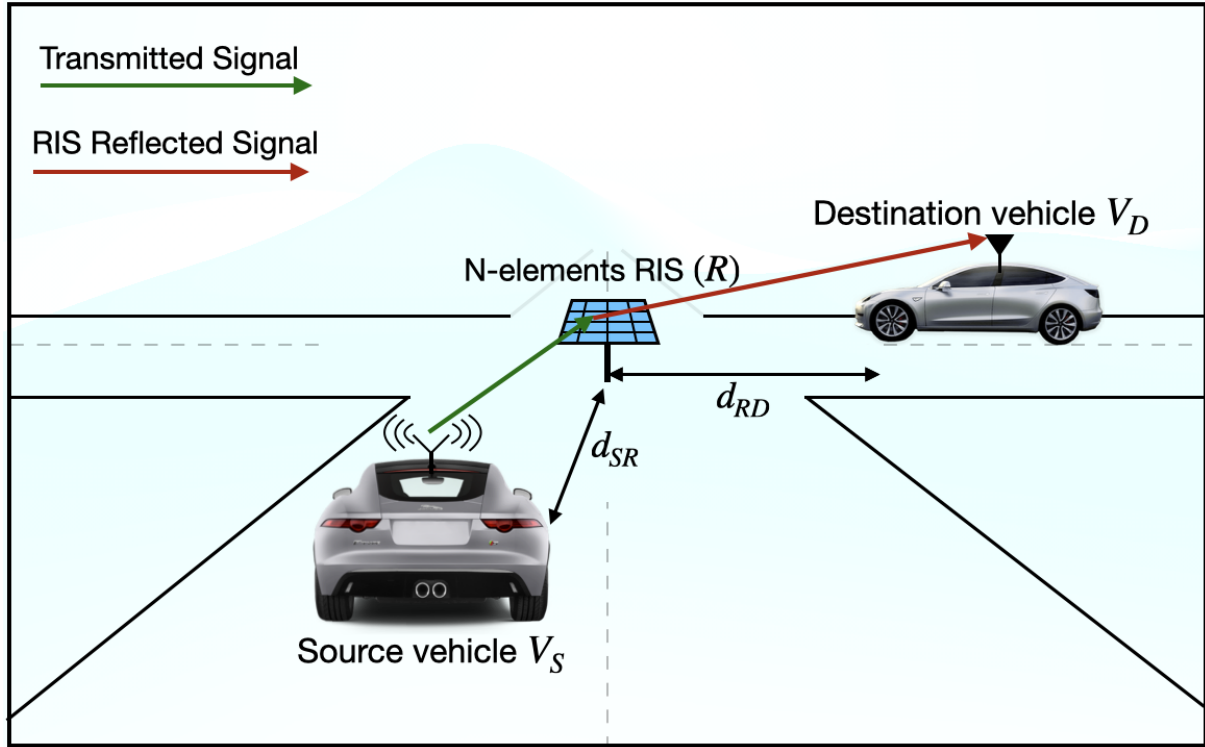 Transmitted Signal
RIS Reflected Signal
Destination vehicle V_D
N-elements RIS (R)
d_RD
d_SR
Source vehicle V_S